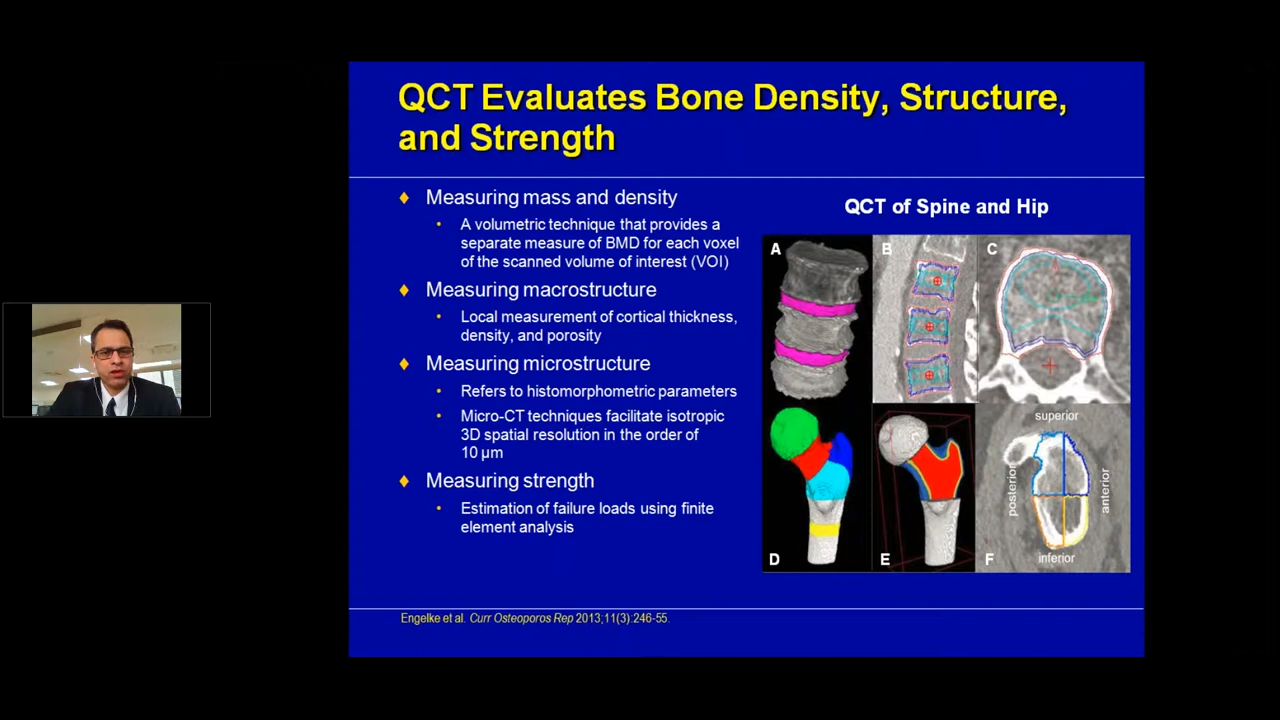 QCT Evaluates Bone Density, Structure,
and Strength
♦ Measuring mass and density
• A volumetric technique that provides a
separate measure of BMD for each voxel
of the scanned volume of interest (VOI)
♦ Measuring macrostructure
• Local measurement of cortical thickness,
density, and porosity
♦ Measuring microstructure
• Refers to histomorphometric parameters
• Micro-CT techniques facilitate isotropic
3D spatial resolution in the order of
10 µm
♦ Measuring strength
• Estimation of failure loads using finite
element analysis
QCT of Spine and Hip
A
B
C
D
E
F
superior
posterior
anterior
inferior
Engelke et al. Curr Osteoporos Rep 2013;11(3):246-55.